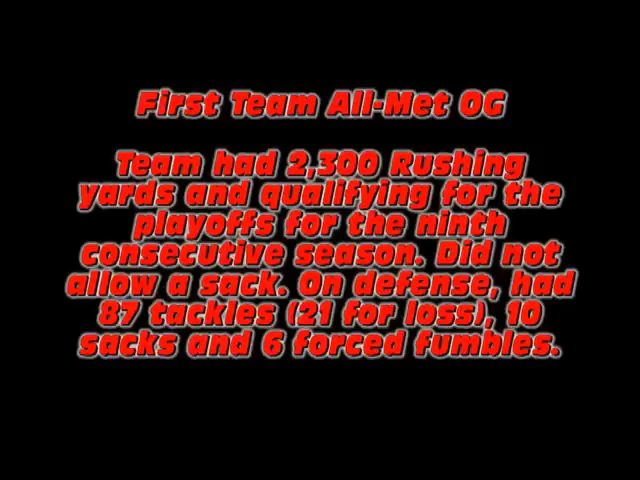 First Team All-Met OG
Team had 2,300 Rushing
yards and qualifying for the
playoffs for the ninth
consecutive season. Did not
allow a sack. On defense, had
87 tackles (21 for loss), 10
sacks and 6 forced fumbles.